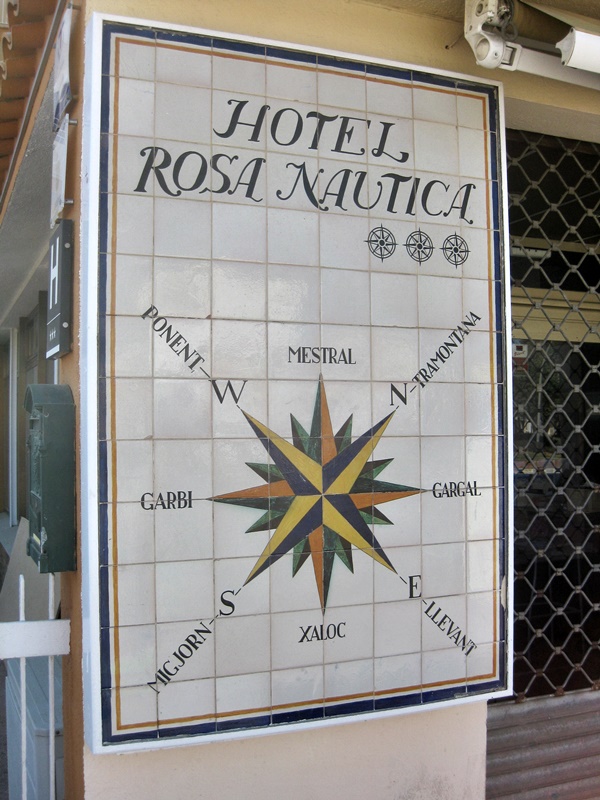 HOTEL
ROSA NAUTICA
H
***
PONENT-W
MESTRAL
N-TRAMONTANA
GARBI
GARGAL
MIGJORN-S
XALOC
E-LLEVANT